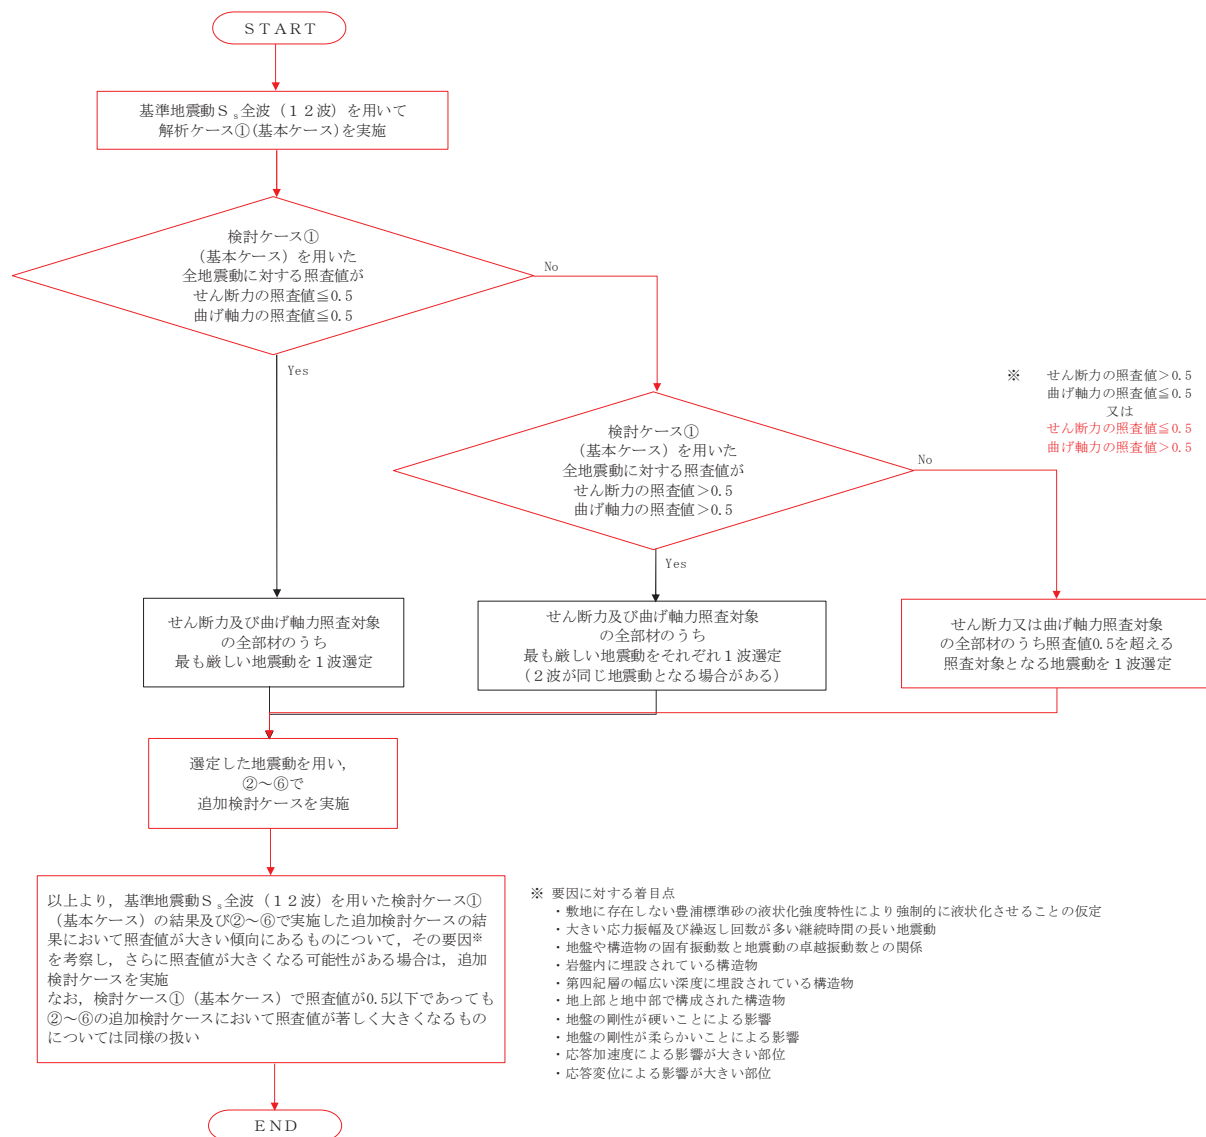 ＳＴＡＲＴ
基準地震動Ｓｓ全波（１２波）を用いて
解析ケース①(基本ケース)を実施
検討ケース①
（基本ケース）を用いた
全地震動に対する照査値が
せん断力の照査値≦0.5
曲げ軸力の照査値≦0.5
No
Yes
※　せん断力の照査値＞0.5
曲げ軸力の照査値≦0.5
又は
せん断力の照査値≦0.5
曲げ軸力の照査値＞0.5
検討ケース①
（基本ケース）を用いた
全地震動に対する照査値が
せん断力の照査値>0.5
曲げ軸力の照査値>0.5
No
Yes
せん断力及び曲げ軸力照査対象
の全部材のうち
最も厳しい地震動を１波選定
せん断力及び曲げ軸力照査対象
の全部材のうち
最も厳しい地震動をそれぞれ１波選定
（２波が同じ地震動となる場合がある）
せん断力又は曲げ軸力照査対象
の全部材のうち照査値0.5を超える
照査対象となる地震動を１波選定
選定した地震動を用い，
②～⑥で
追加検討ケースを実施
以上より，基準地震動Ｓｓ全波（１２波）を用いた検討ケース①
（基本ケース）の結果及び②～⑥で実施した追加検討ケースの結
果において照査値が大きい傾向にあるものについて，その要因※
を考察し，さらに照査値が大きくなる可能性がある場合は，追加
検討ケースを実施
なお，検討ケース①（基本ケース）で照査値が0.5以下であっても
②～⑥の追加検討ケースにおいて照査値が著しく大きくなるもの
については同様の扱い
※ 要因に対する着目点
・敷地に存在しない豊浦標準砂の液状化強度特性により強制的に液状化させることの仮定
・大きい応力振幅及び繰返し回数が多い継続時間の長い地震動
・地盤や構造物の固有振動数と地震動の卓越振動数との関係
・岩盤内に埋設されている構造物
・第四紀層の幅広い深度に埋設されている構造物
・地上部と地中部で構成された構造物
・地盤の剛性が硬いことによる影響
・地盤の剛性が柔らかいことによる影響
・応答加速度による影響が大きい部位
・応答変位による影響が大きい部位
ＥＮＤ